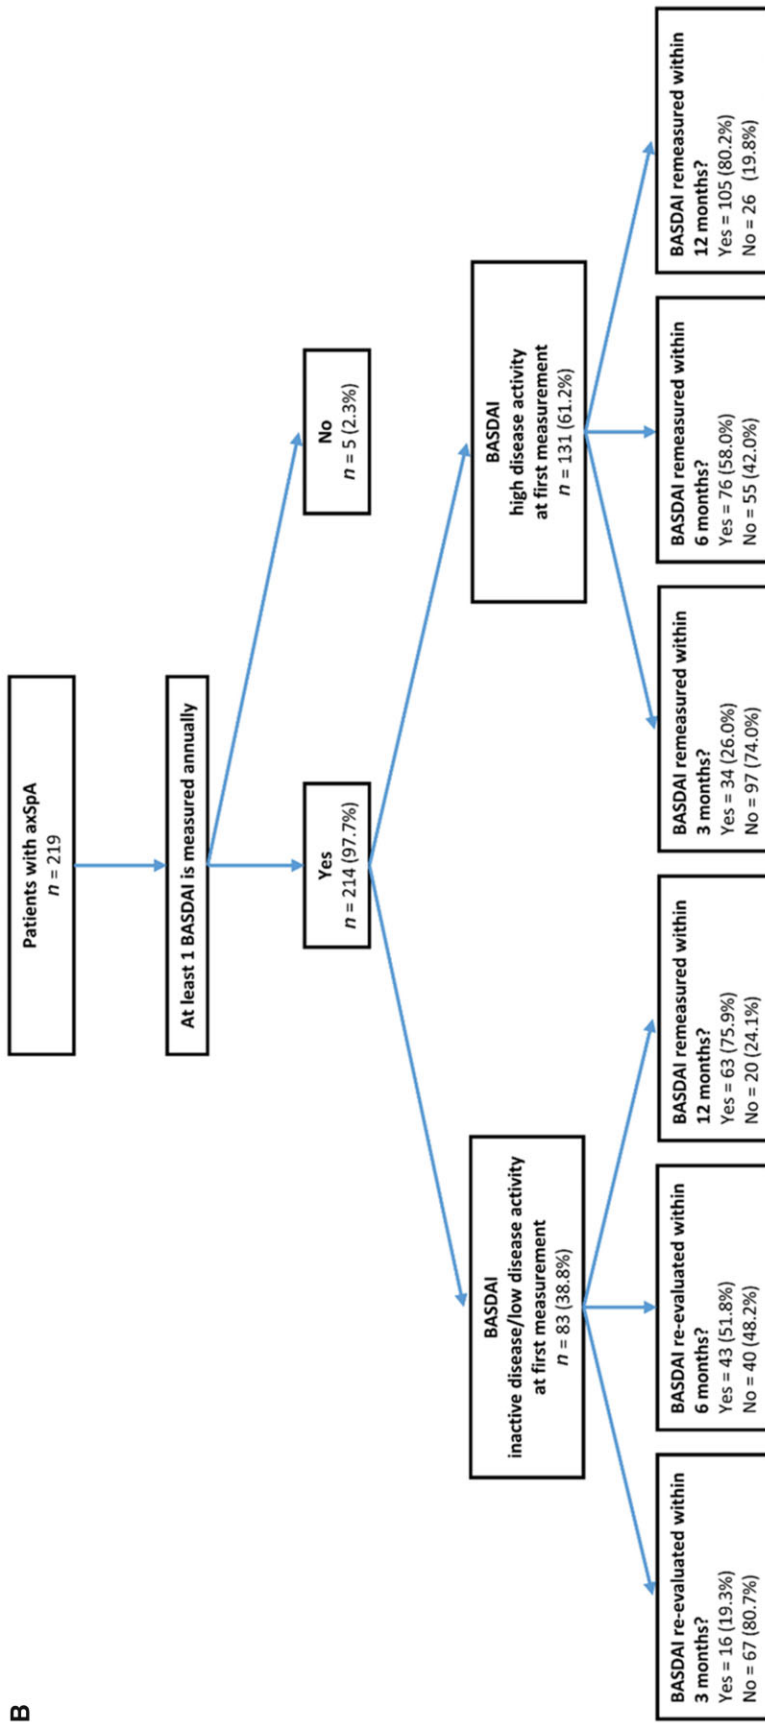 B
Patients with axSpA
n = 219
At least 1 BASDAI is measured annually
Yes
n = 214 (97.7%)
No
n = 5 (2.3%)
BASDAI
inactive disease/low disease activity
at first measurement
n = 83 (38.8%)
BASDAI
high disease activity
at first measurement
n = 131 (61.2%)
BASDAI re-evaluated within
3 months?
Yes = 16 (19.3%)
No = 67 (80.7%)
BASDAI re-evaluated within
6 months?
Yes = 43 (51.8%)
No = 40 (48.2%)
BASDAI remeasured within
12 months?
Yes = 63 (75.9%)
No = 20 (24.1%)
BASDAI remeasured within
3 months?
Yes = 34 (26.0%)
No = 97 (74.0%)
BASDAI remeasured within
6 months?
Yes = 76 (58.0%)
No = 55 (42.0%)
BASDAI remeasured within
12 months?
Yes = 105 (80.2%)
No = 26 (19.8%)